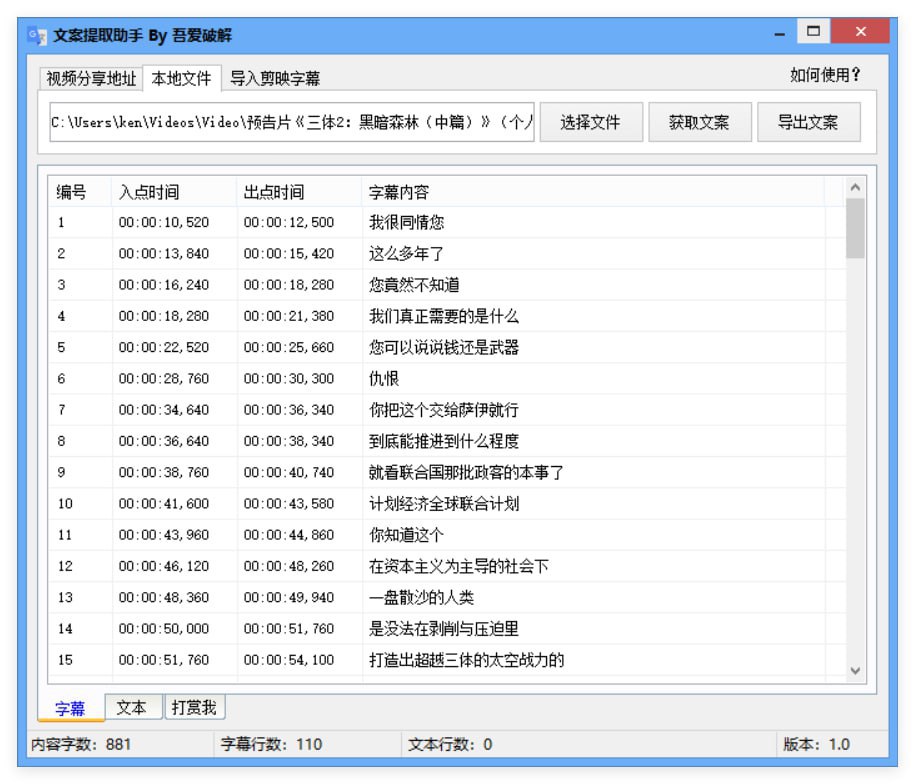 文案提取助手 By 吾爱破解
视频分享地址 本地文件 导入剪映字幕 如何使用?
C:\Users\ken\Videos\Video\预告片《三体2：黑暗森林（中篇）》（个人 选择文件 获取文案 导出文案
编号 入点时间 出点时间 字幕内容
1 00:00:10,520 00:00:12,500 我很同情您
2 00:00:13,840 00:00:15,420 这么多年了
3 00:00:16,240 00:00:18,280 您竟然不知道
4 00:00:18,280 00:00:21,380 我们真正需要的是什么
5 00:00:22,520 00:00:25,660 您可以说说钱还是武器
6 00:00:28,760 00:00:30,300 仇恨
7 00:00:34,640 00:00:36,340 你把这个交给萨伊就行
8 00:00:36,640 00:00:38,340 到底能推进到什么程度
9 00:00:38,760 00:00:40,740 就看联合国那批政客的本事了
10 00:00:41,600 00:00:43,580 计划经济全球联合计划
11 00:00:43,960 00:00:44,860 你知道这个
12 00:00:46,120 00:00:48,260 在资本主义为主导的社会下
13 00:00:48,360 00:00:49,940 一盘散沙的人类
14 00:00:50,000 00:00:51,760 是没法在剥削与压迫里
15 00:00:51,760 00:00:54,100 打造出超越三体的太空战力的
字幕 文本 打赏我
内容字数：881 字幕行数：110 文本行数：0 版本：1.0